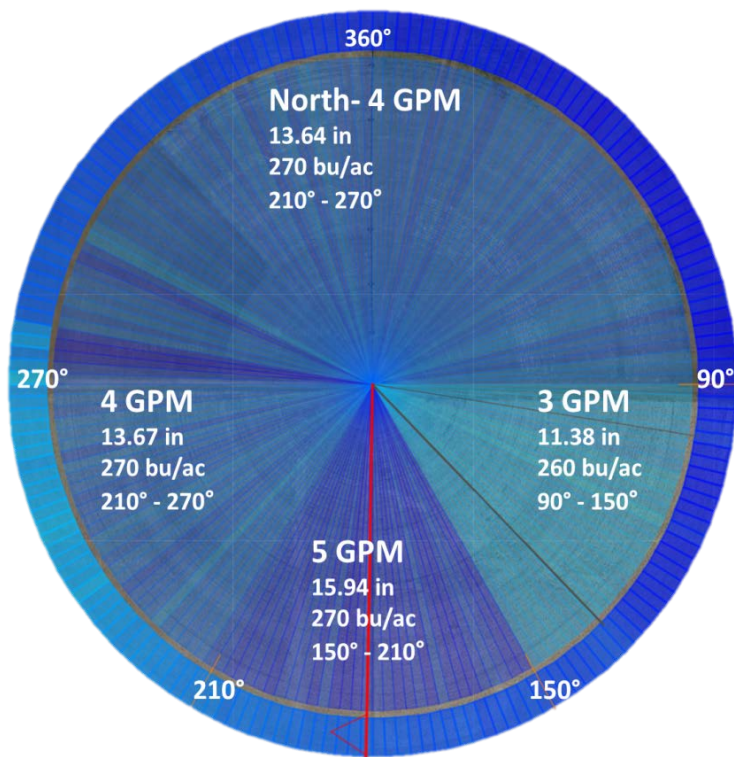 360°
North- 4 GPM
13.64 in
270 bu/ac
210° - 270°
270°
90°
4 GPM
13.67 in
270 bu/ac
210° - 270°
3 GPM
11.38 in
260 bu/ac
90° - 150°
5 GPM
15.94 in
270 bu/ac
150° - 210°
210°
150°